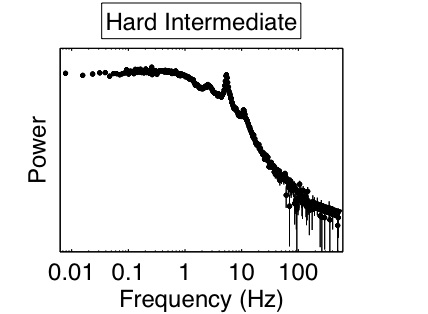 Hard Intermediate
Power
0.01 0.1 1 10 100
Frequency (Hz)